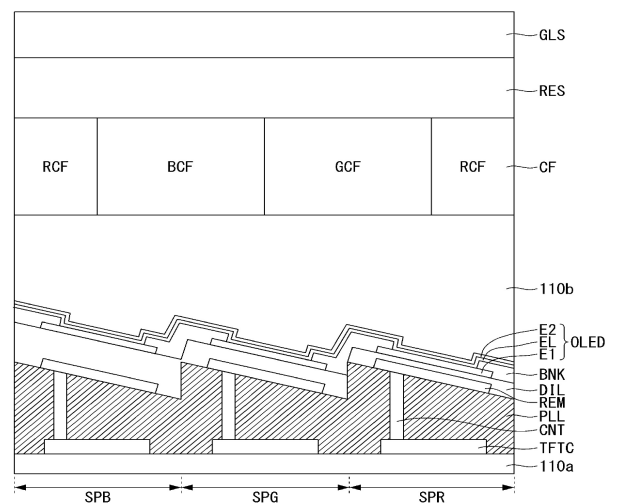 GLS
RES
RCF BCF GCF RCF CF
110b
E2
EL OLED
E1
BNK
DIL
REM
PLL
CNT
TFTC
110a
SPB SPG SPR